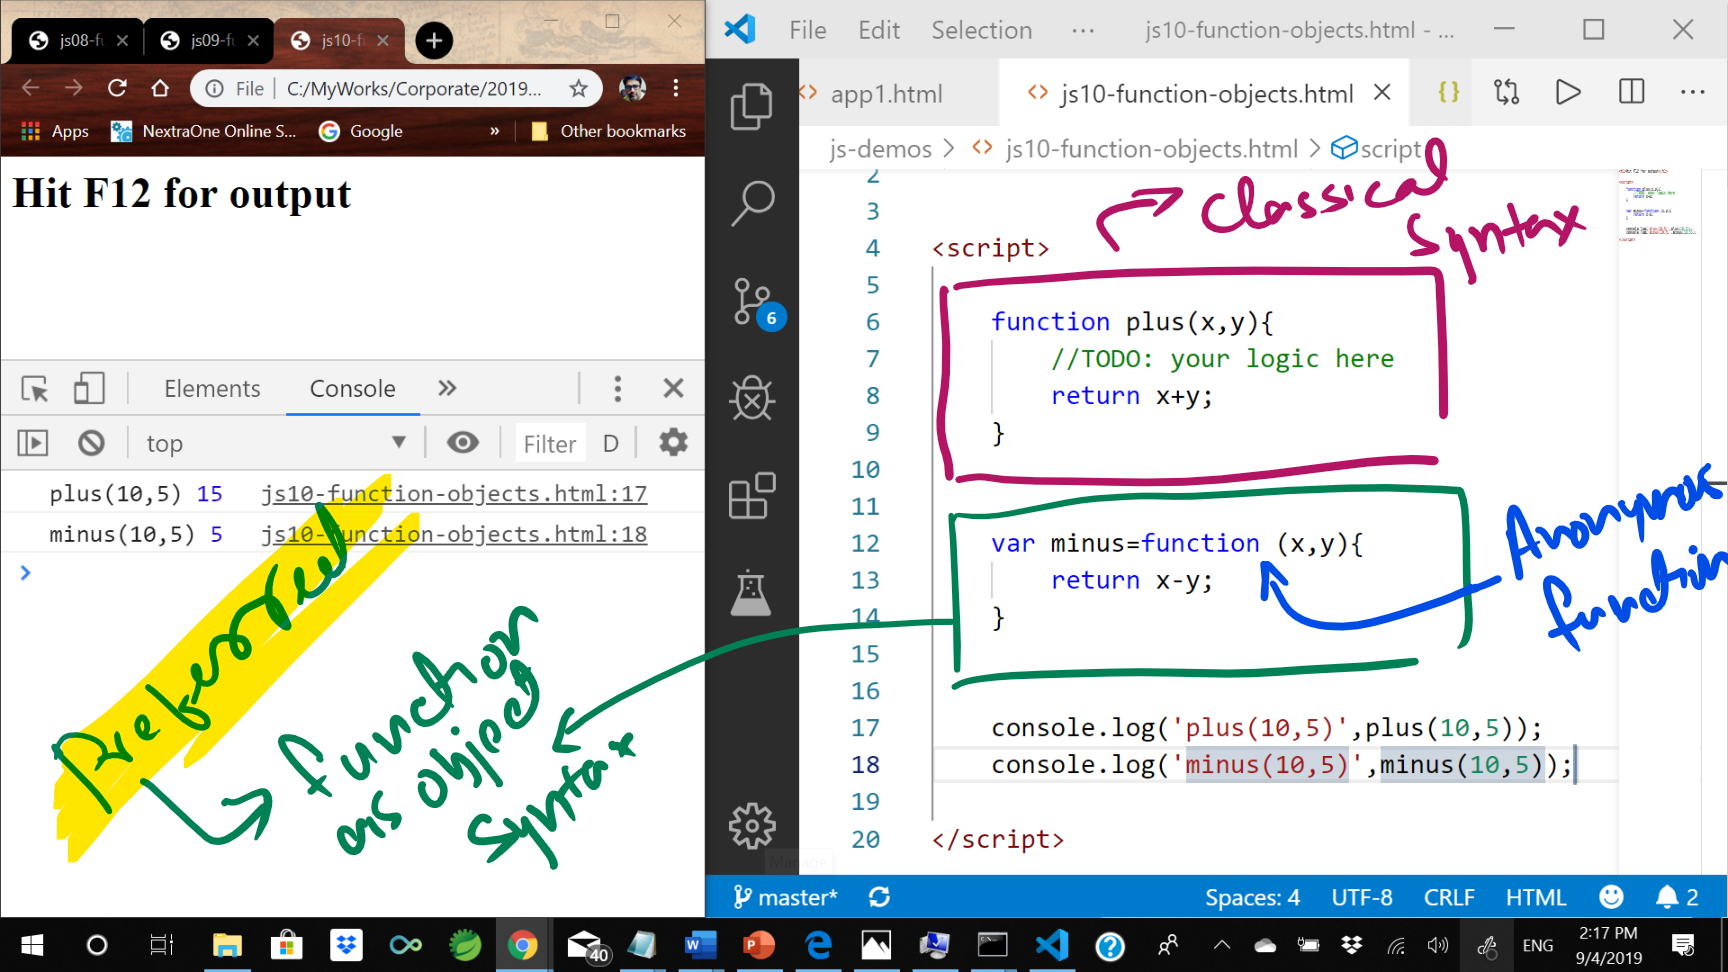 js08-f
js09-f
js10-f
File
C:/MyWorks/Corporate/2019...
Apps
NextraOne Online S...
Google
»
Other bookmarks
Hit F12 for output
Elements
Console
top
Filter
D
plus(10,5) 15 js10-function-objects.html:17
minus(10,5) 5 js10-function-objects.html:18
Preferred
function
as object
syntax
File Edit Selection ··· js10-function-objects.html - ...
app1.html
js10-function-objects.html
js-demos > js10-function-objects.html > script
Classical
Syntax
2
3
4 <script>
5
6 function plus(x,y){
7 //TODO: your logic here
8 return x+y;
9 }
10
11
12 var minus=function (x,y){
13 return x-y;
14 }
15
16
17 console.log('plus(10,5)',plus(10,5));
18 console.log('minus(10,5)',minus(10,5));
19
20 </script>
Anonymous
function
6
Manage
master*
Spaces: 4
UTF-8
CRLF
HTML
2
40
ENG
2:17 PM
9/4/2019